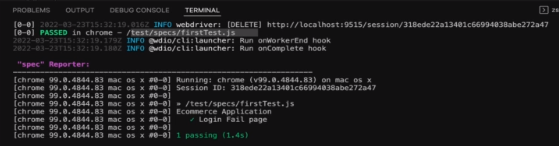 PROBLEMS OUTPUT DEBUG CONSOLE TERMINAL zsh
[0-0] 2022-03-23T15:32:19.016Z INFO webdriver: [DELETE] http://localhost:9515/session/318ede22a13401c66994038abe272a47
[0-0] PASSED in chrome - /test/specs/firstTest.js
2022-03-23T15:32:19.179Z INFO @wdio/cli:launcher: Run onWorkerEnd hook
2022-03-23T15:32:19.180Z INFO @wdio/cli:launcher: Run onComplete hook
"spec" Reporter:
[chrome 99.0.4844.83 mac os x #0-0] Running: chrome (v99.0.4844.83) on mac os x
[chrome 99.0.4844.83 mac os x #0-0] Session ID: 318ede22a13401c66994038abe272a47
[chrome 99.0.4844.83 mac os x #0-0]
[chrome 99.0.4844.83 mac os x #0-0] » /test/specs/firstTest.js
[chrome 99.0.4844.83 mac os x #0-0] Ecommerce Application
[chrome 99.0.4844.83 mac os x #0-0] ✓ Login Fail page
[chrome 99.0.4844.83 mac os x #0-0]
[chrome 99.0.4844.83 mac os x #0-0] 1 passing (1.4s)